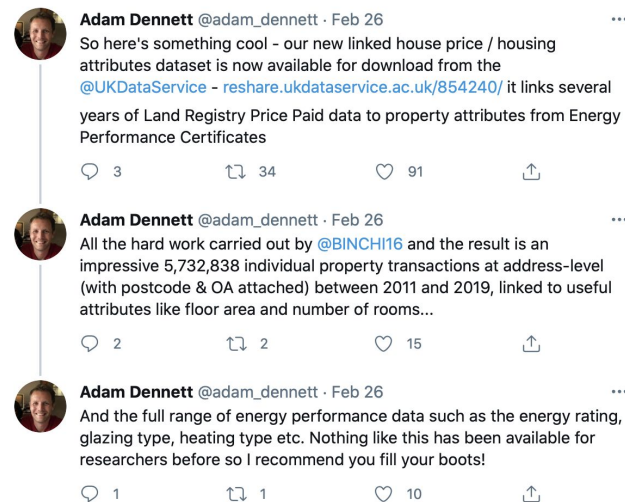 Adam Dennett @adam_dennett · Feb 26
So here's something cool - our new linked house price / housing
attributes dataset is now available for download from the
@UKDataService - reshare.ukdataservice.ac.uk/854240/ it links several
years of Land Registry Price Paid data to property attributes from Energy
Performance Certificates
3 34 91
Adam Dennett @adam_dennett · Feb 26
All the hard work carried out by @BINCHI16 and the result is an
impressive 5,732,838 individual property transactions at address-level
(with postcode & OA attached) between 2011 and 2019, linked to useful
attributes like floor area and number of rooms...
2 2 15
Adam Dennett @adam_dennett · Feb 26
And the full range of energy performance data such as the energy rating,
glazing type, heating type etc. Nothing like this has been available for
researchers before so I recommend you fill your boots!
1 1 10